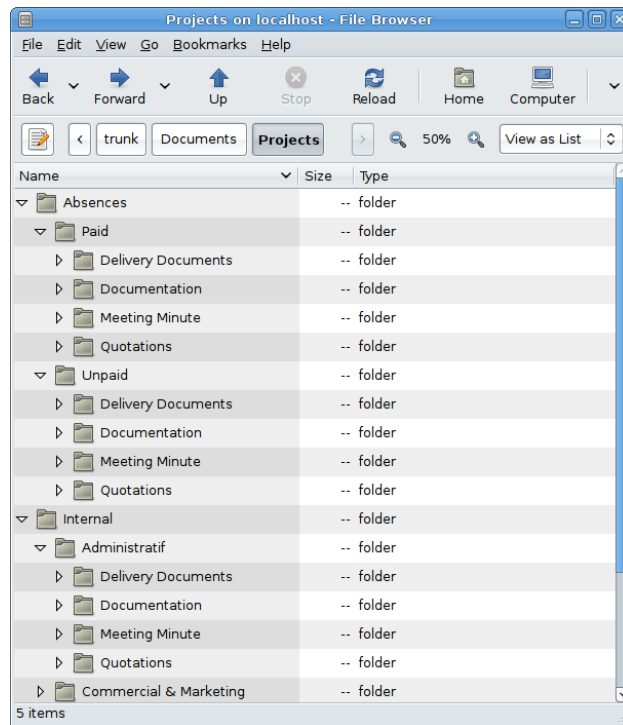 Projects on localhost - File Browser
File Edit View Go Bookmarks Help
Back Forward Up Stop Reload Home Computer
trunk Documents Projects 50% View as List
Name Size Type
Absences -- folder
Paid -- folder
Delivery Documents -- folder
Documentation -- folder
Meeting Minute -- folder
Quotations -- folder
Unpaid -- folder
Delivery Documents -- folder
Documentation -- folder
Meeting Minute -- folder
Quotations -- folder
Internal -- folder
Administratif -- folder
Delivery Documents -- folder
Documentation -- folder
Meeting Minute -- folder
Quotations -- folder
Commercial & Marketing -- folder
5 items